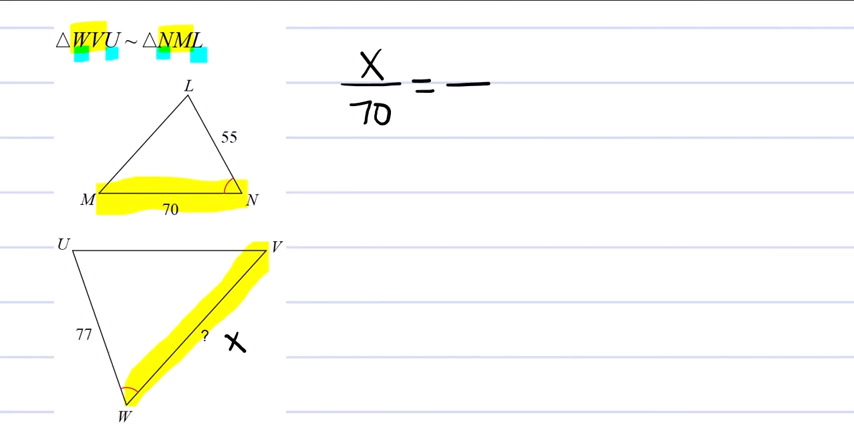 △WVU ~ △NML
X
70
= —
L
55
M
N
70
U
V
77
? x
W